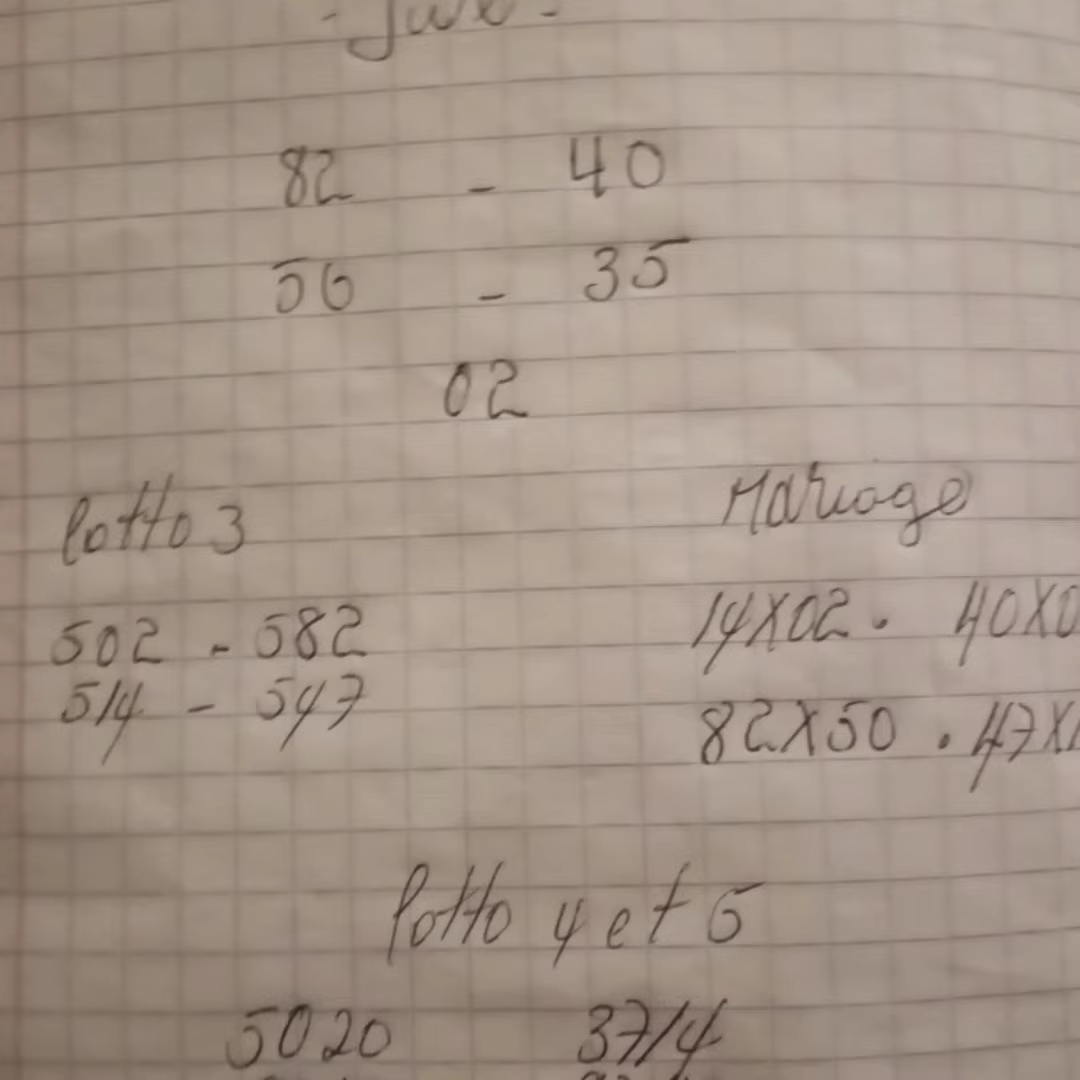 82 - 40
56 - 35
02
lotto 3
Mariage
502 - 582
14X02 . 40X0
514 - 547
82X50 . 47X
lotto 4 et 5
5020 3714